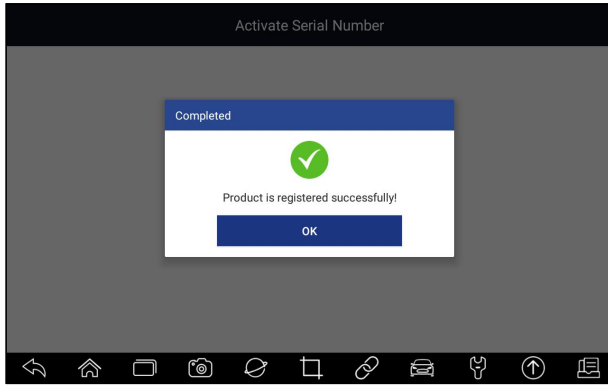 Activate Serial Number
Completed
Product is registered successfully!
OK